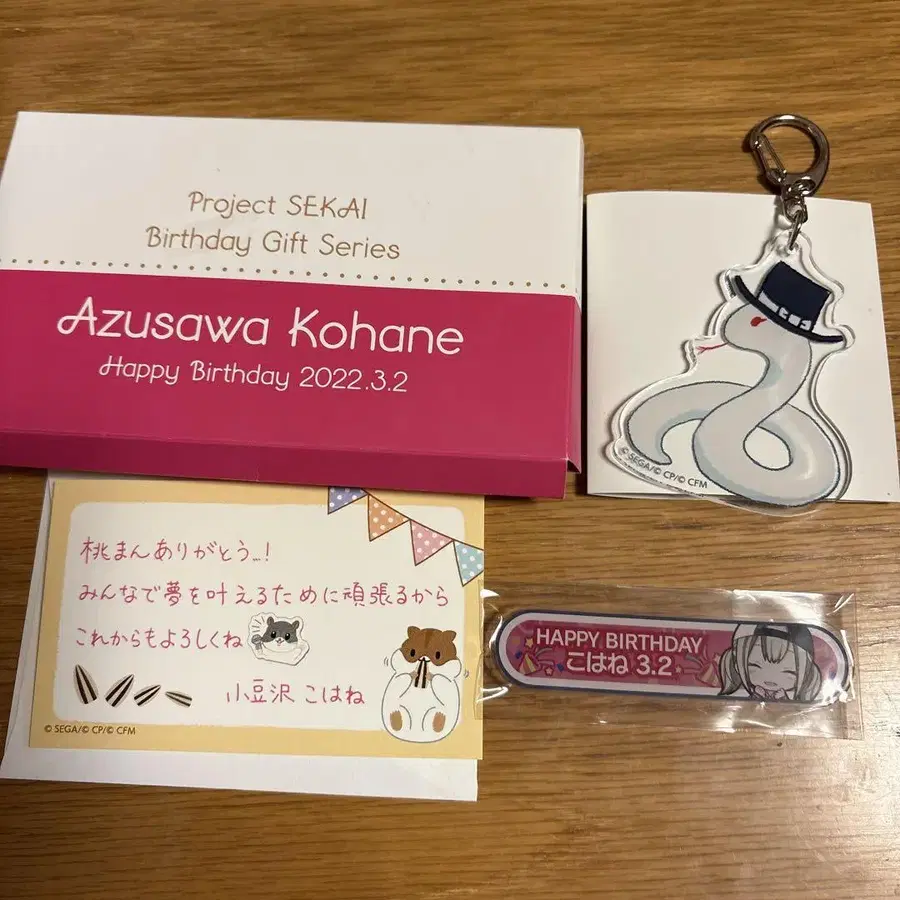 Project SEKAI
Birthday Gift Series
Azusawa Kohane
Happy Birthday 2022.3.2
© SEGA/© CP/© CFM
桃まんありがとう…!
みんなで夢を叶えるために頑張るから
これからもよろしくね
小豆沢 こはね
© SEGA/© CP/© CFM
HAPPY BIRTHDAY
こはね 3.2